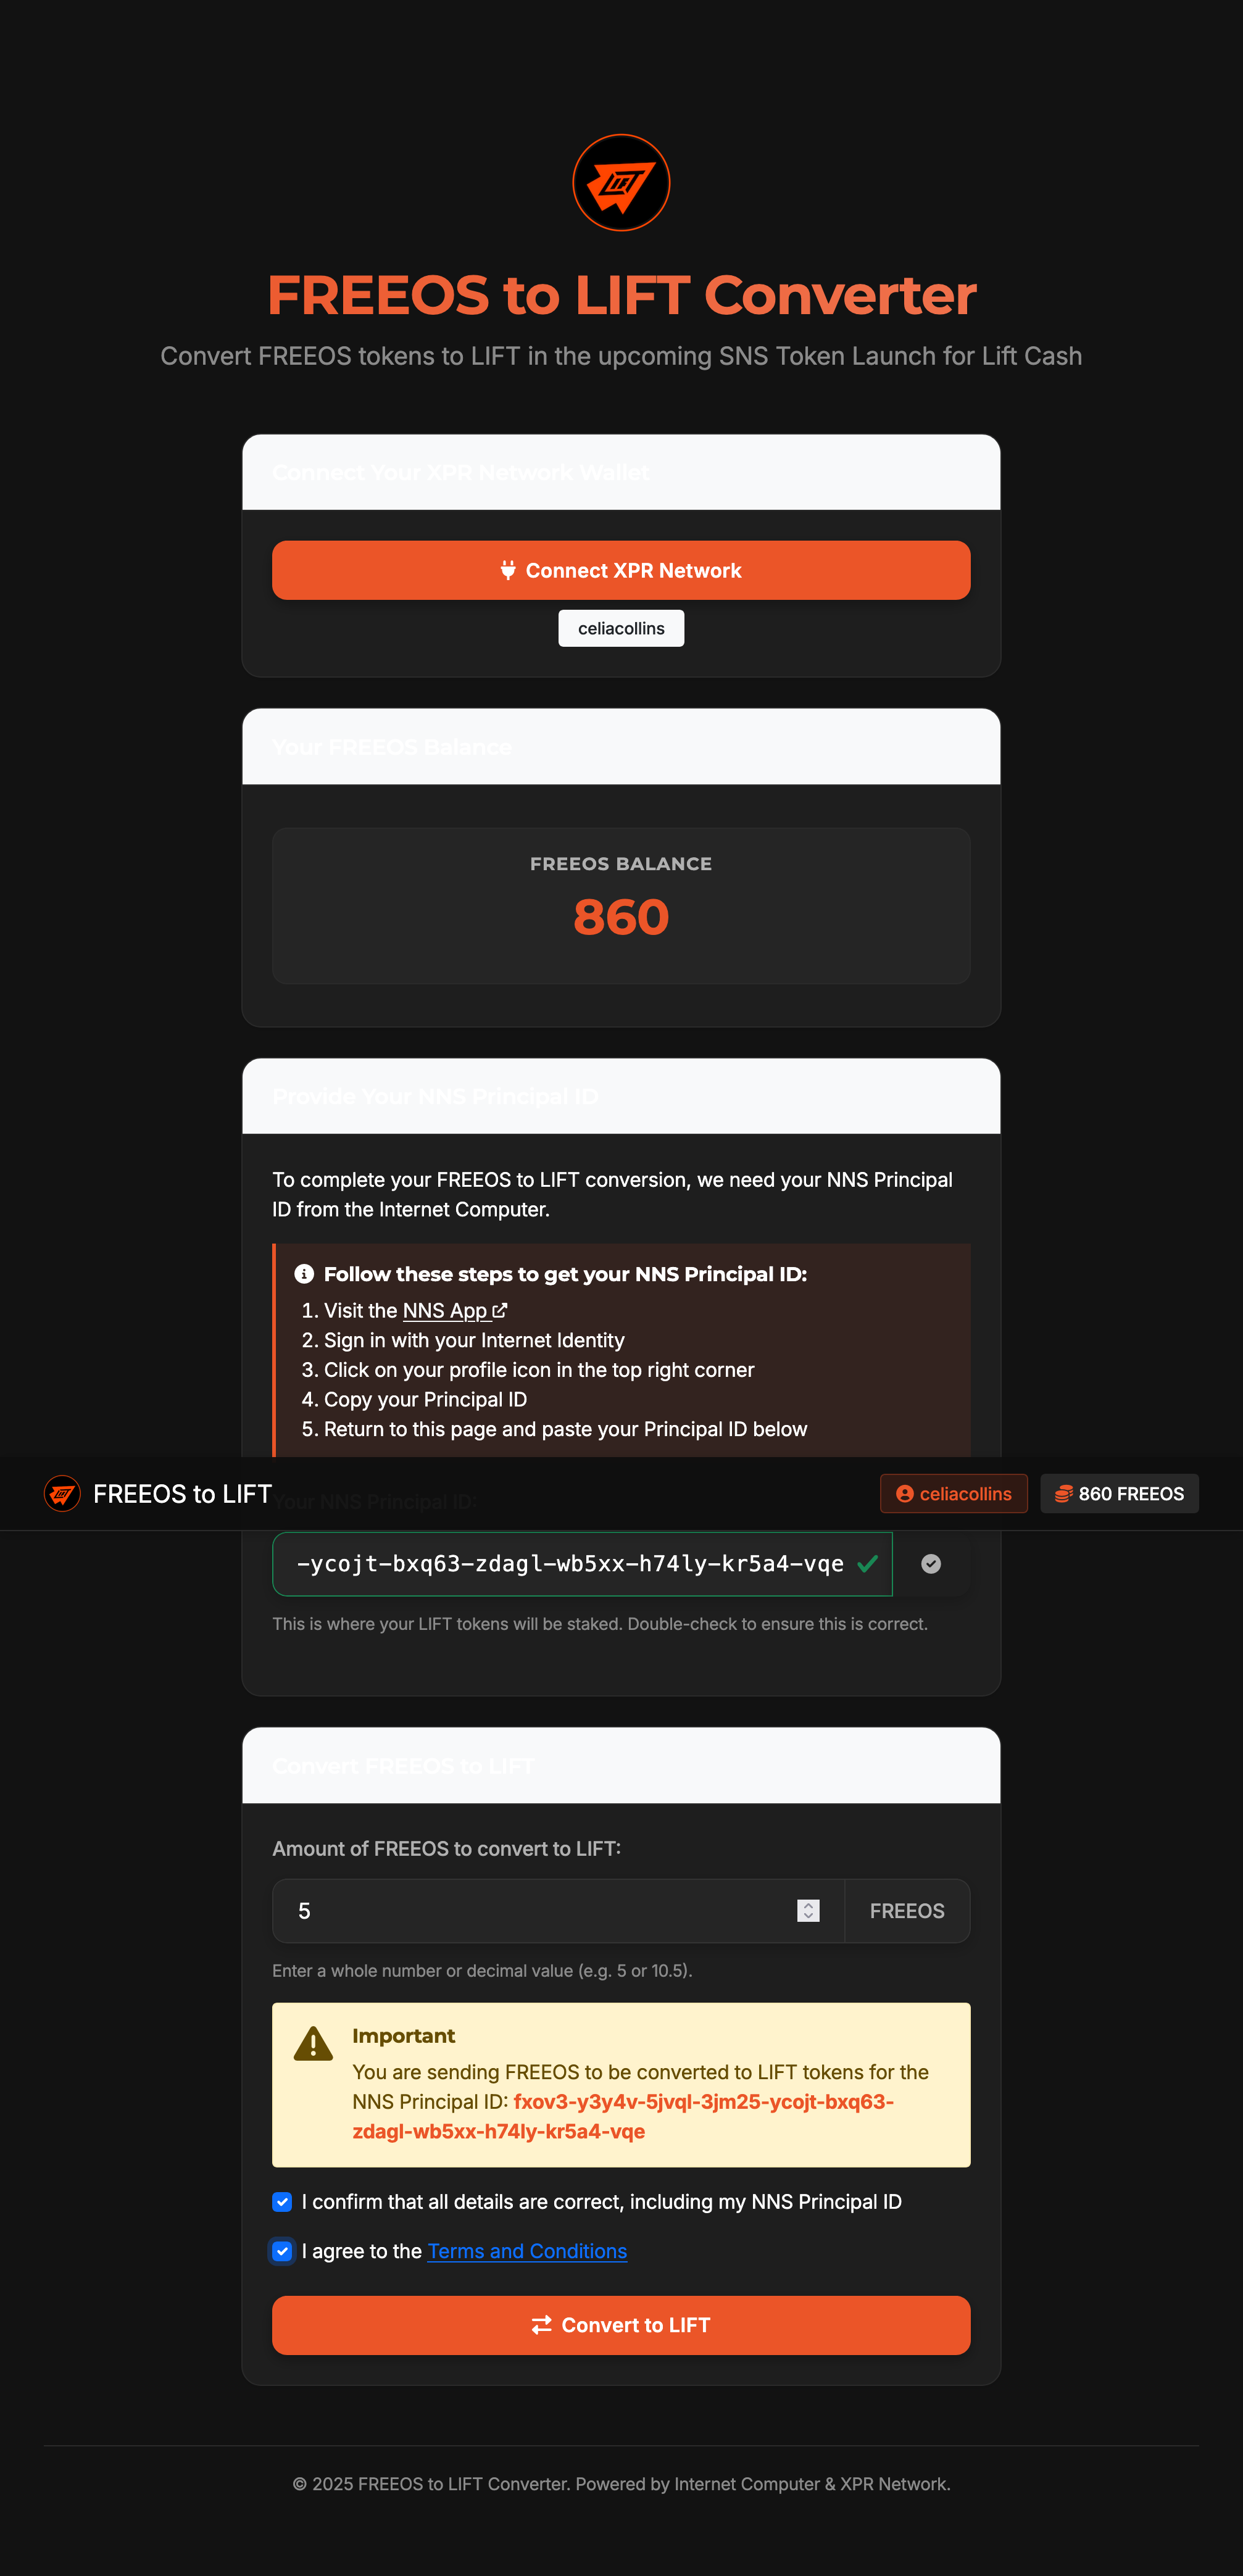 LIFT
FREEOS to LIFT Converter
Convert FREEOS tokens to LIFT in the upcoming SNS Token Launch for Lift Cash
Connect Your XPR Network Wallet
Connect XPR Network
celiacollins
Your FREEOS Balance
FREEOS BALANCE
860
Provide Your NNS Principal ID
To complete your FREEOS to LIFT conversion, we need your NNS Principal
ID from the Internet Computer.
Follow these steps to get your NNS Principal ID:
1. Visit the NNS App
2. Sign in with your Internet Identity
3. Click on your profile icon in the top right corner
4. Copy your Principal ID
5. Return to this page and paste your Principal ID below
LIFT
FREEOS to LIFT
celiacollins
860 FREEOS
Your NNS Principal ID:
-ycojt-bxq63-zdagl-wb5xx-h74ly-kr5a4-vqe
This is where your LIFT tokens will be staked. Double-check to ensure this is correct.
Convert FREEOS to LIFT
Amount of FREEOS to convert to LIFT:
5
FREEOS
Enter a whole number or decimal value (e.g. 5 or 10.5).
Important
You are sending FREEOS to be converted to LIFT tokens for the
NNS Principal ID: fxov3-y3y4v-5jvql-3jm25-ycojt-bxq63-
zdagl-wb5xx-h74ly-kr5a4-vqe
I confirm that all details are correct, including my NNS Principal ID
I agree to the Terms and Conditions
Convert to LIFT
© 2025 FREEOS to LIFT Converter. Powered by Internet Computer & XPR Network.